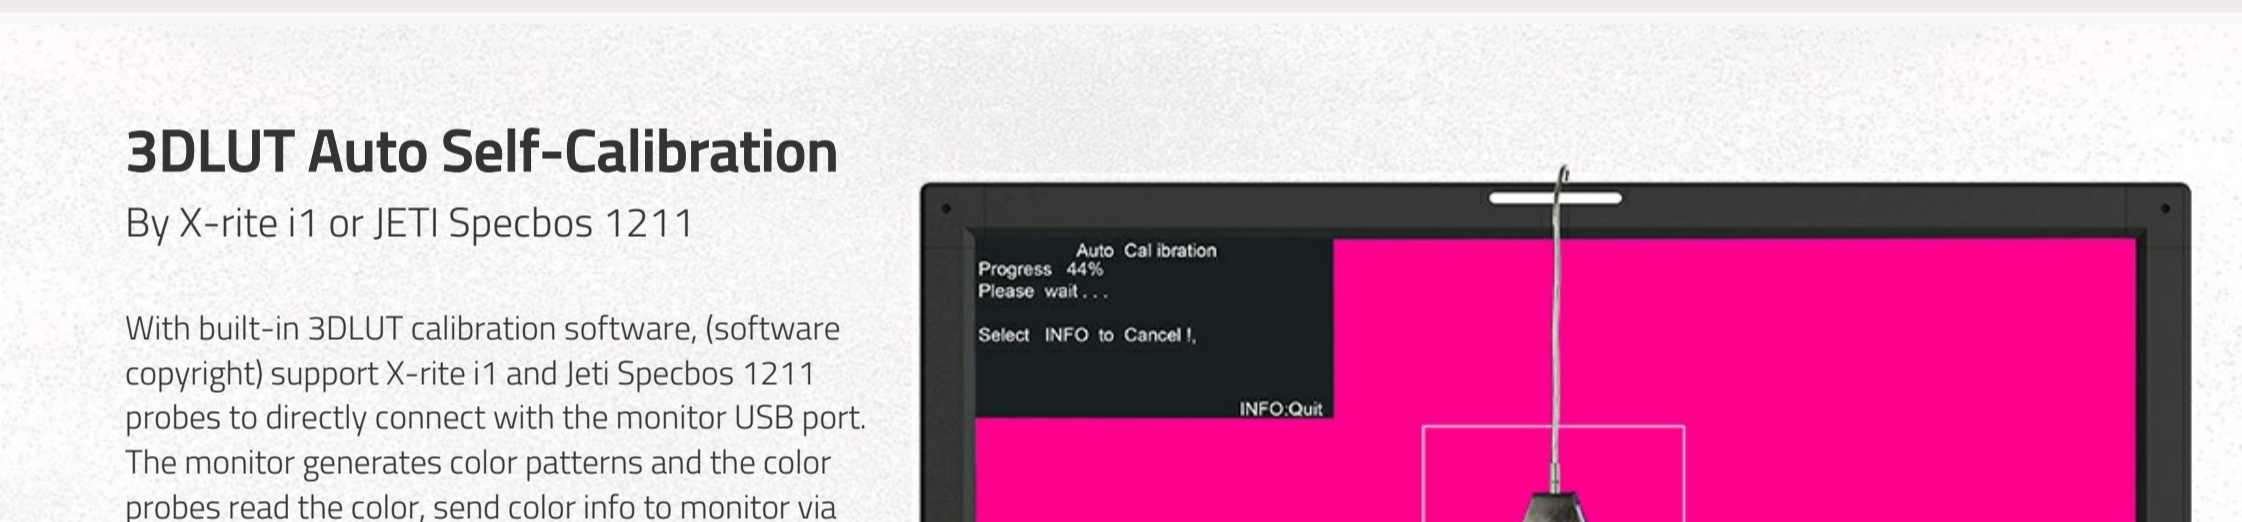 3DLUT Auto Self-Calibration
By X-rite i1 or JETI Specbos 1211
With built-in 3DLUT calibration software, (software
copyright) support X-rite i1 and Jeti Specbos 1211
probes to directly connect with the monitor USB port.
The monitor generates color patterns and the color
probes read the color, send color info to monitor via
Auto Cal ibration
Progress 44%
Please wait...
Select INFO to Cancel !,
INFO:Quit